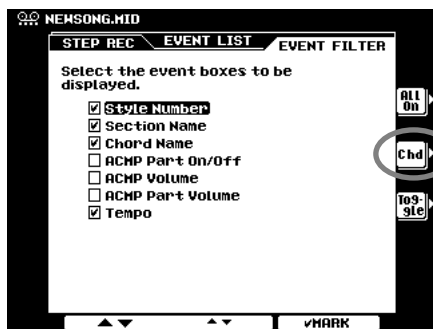 NEWSONG.MID
STEP REC EVENT LIST EVENT FILTER
Select the event boxes to be
displayed.
Style Number
Section Name
Chord Name
ACMP Part On/Off
ACMP Volume
ACMP Part Volume
Tempo
ALL
On
Chd
Tog-
gle
✓MARK